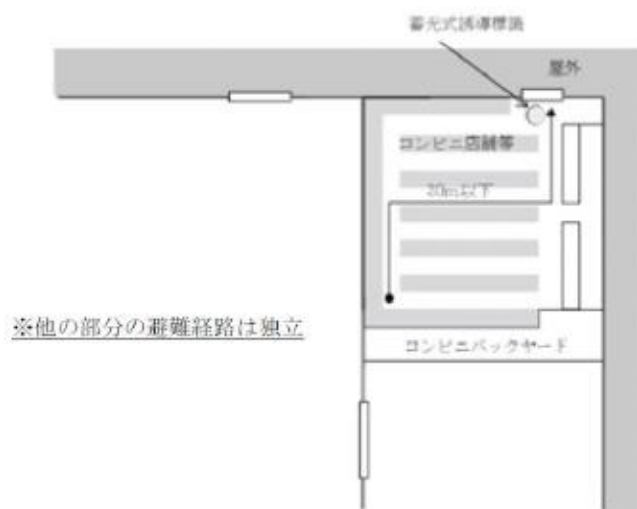 蓄光式誘導標識
屋外
コンビニ店舗等
30m以下
※他の部分の避難経路は独立
コンビニバックヤード